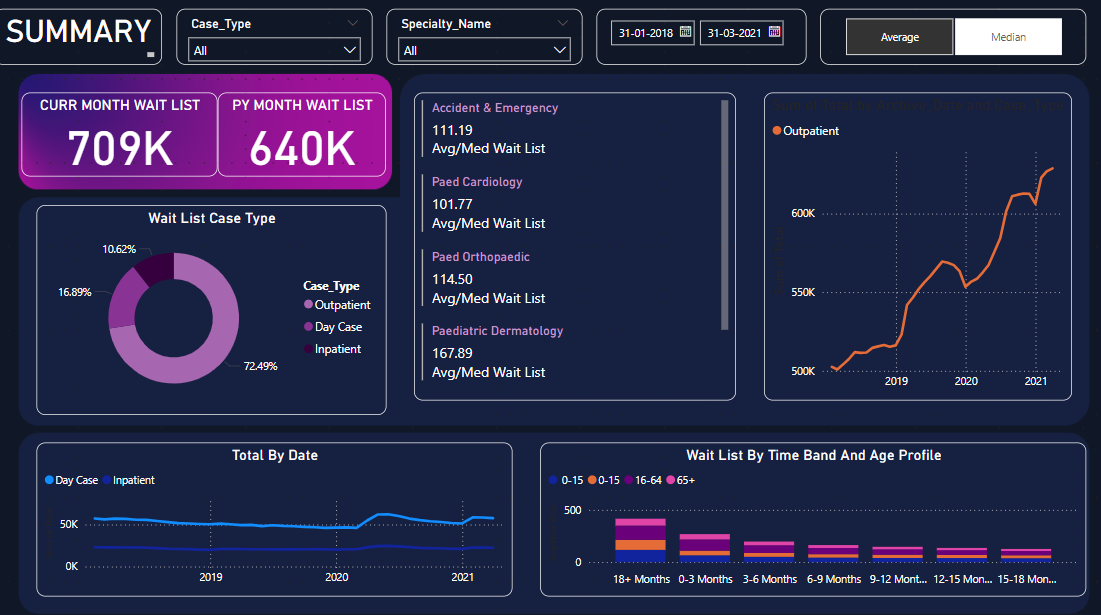 SUMMARY
Case_Type
All
Specialty_Name
All
31-01-2018
31-03-2021
Average
Median
CURR MONTH WAIT LIST
709K
PY MONTH WAIT LIST
640K
Wait List Case Type
10.62%
16.89%
72.49%
Case_Type
Outpatient
Day Case
Inpatient
Accident & Emergency
111.19
Avg/Med Wait List
Paed Cardiology
101.77
Avg/Med Wait List
Paed Orthopaedic
114.50
Avg/Med Wait List
Paediatric Dermatology
167.89
Avg/Med Wait List
Outpatient
600K
550K
500K
2019
2020
2021
Total By Date
Day Case
Inpatient
50K
0K
2019
2020
2021
Wait List By Time Band And Age Profile
0-15
0-15
16-64
65+
500
0
18+ Months
0-3 Months
3-6 Months
6-9 Months
9-12 Mont...
12-15 Mon...
15-18 Mon...